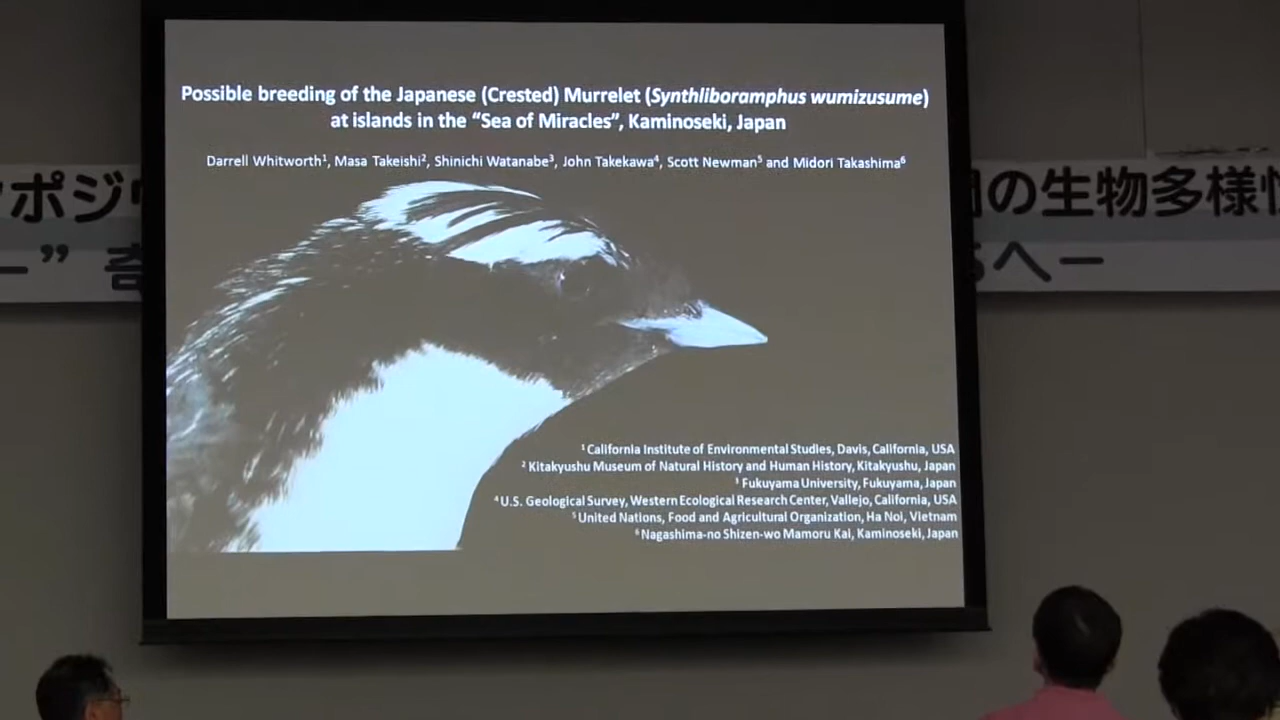 Possible breeding of the Japanese (Crested) Murrelet (Synthliboramphus wumizusume)
at islands in the “Sea of Miracles”, Kaminoseki, Japan
Darrell Whitworth¹, Masa Takeishi², Shinichi Watanabe³, John Takekawa⁴, Scott Newman⁵ and Midori Takashima⁶
ポジ の生物多様
ー” 奇 へー
¹ California Institute of Environmental Studies, Davis, California, USA
² Kitakyushu Museum of Natural History and Human History, Kitakyushu, Japan
³ Fukuyama University, Fukuyama, Japan
⁴ U.S. Geological Survey, Western Ecological Research Center, Vallejo, California, USA
⁵ United Nations, Food and Agricultural Organization, Ha Noi, Vietnam
⁶ Nagashima-no Shizen-wo Mamoru Kai, Kaminoseki, Japan